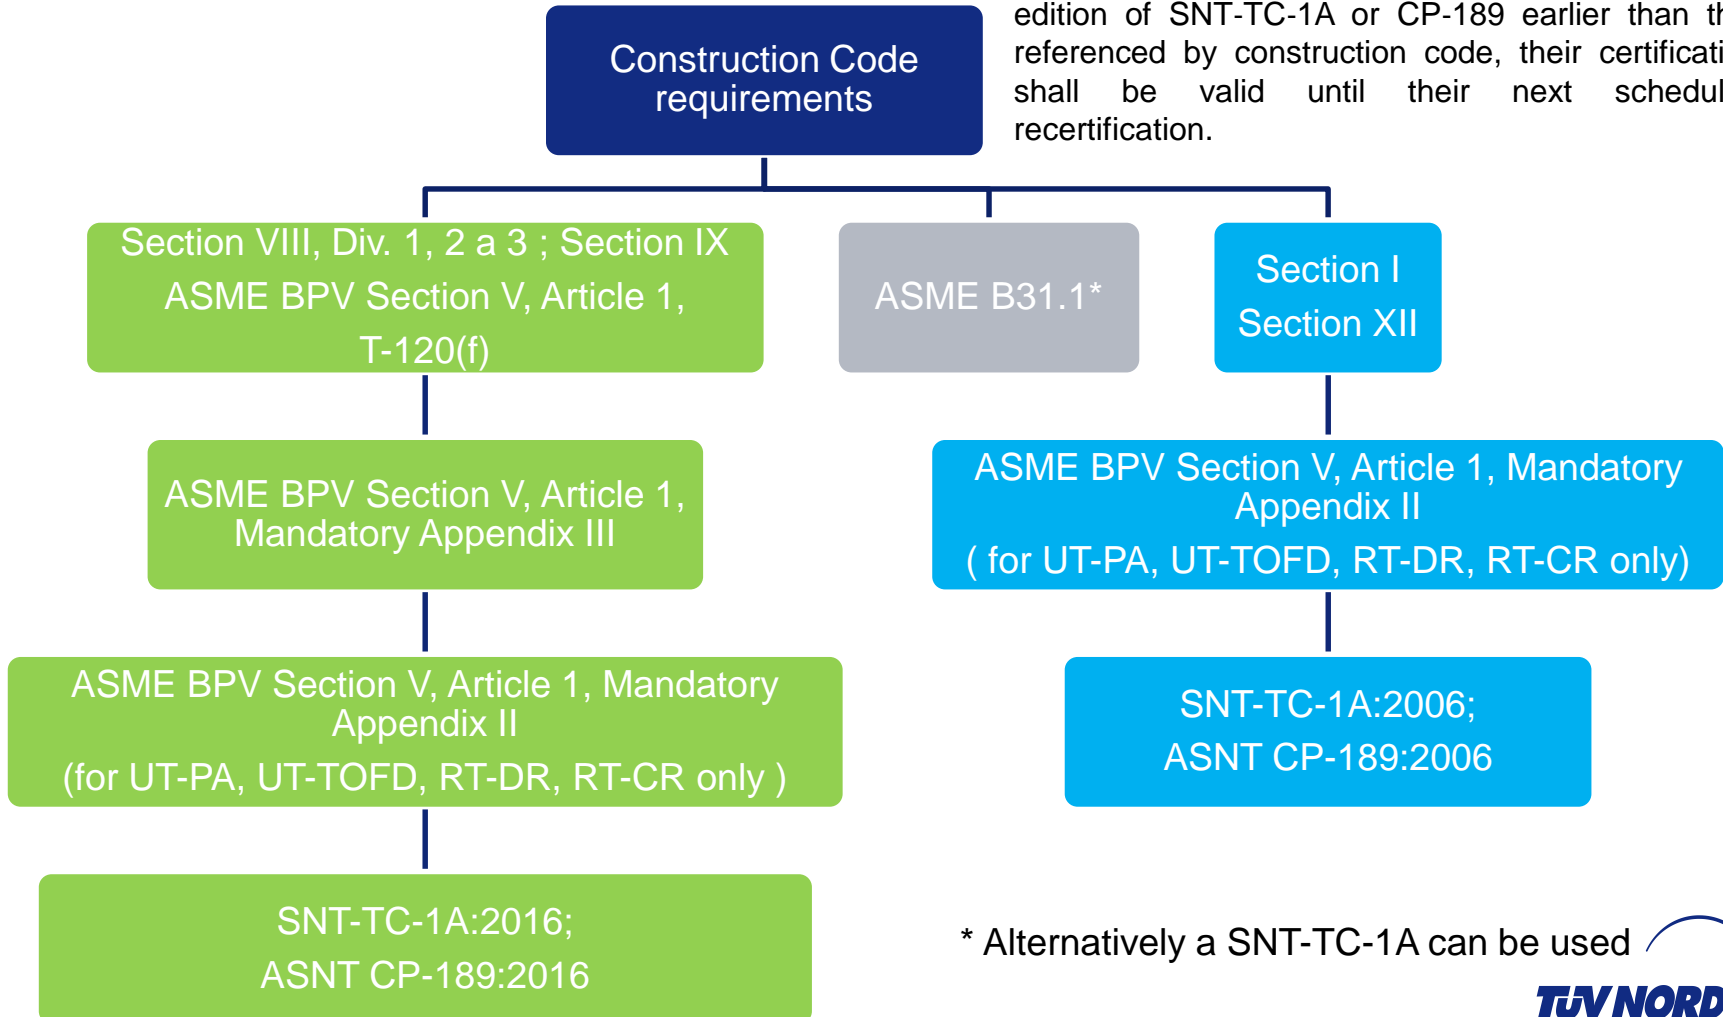 edition of SNT-TC-1A or CP-189 earlier than
referenced by construction code, their
shall be valid until their next
recertification.
Construction Code
requirements
Section VIII, Div. 1, 2 a 3 ; Section IX
ASME BPV Section V, Article 1,
T-120(f)
ASME B31.1*
Section I
Section XII
ASME BPV Section V, Article 1,
Mandatory Appendix III
ASME BPV Section V, Article 1, Mandatory
Appendix II
( for UT-PA, UT-TOFD, RT-DR, RT-CR only)
ASME BPV Section V, Article 1, Mandatory
Appendix II
(for UT-PA, UT-TOFD, RT-DR, RT-CR only )
SNT-TC-1A:2006;
ASNT CP-189:2006
SNT-TC-1A:2016;
ASNT CP-189:2016
* Alternatively a SNT-TC-1A can be used
TÜV NORD